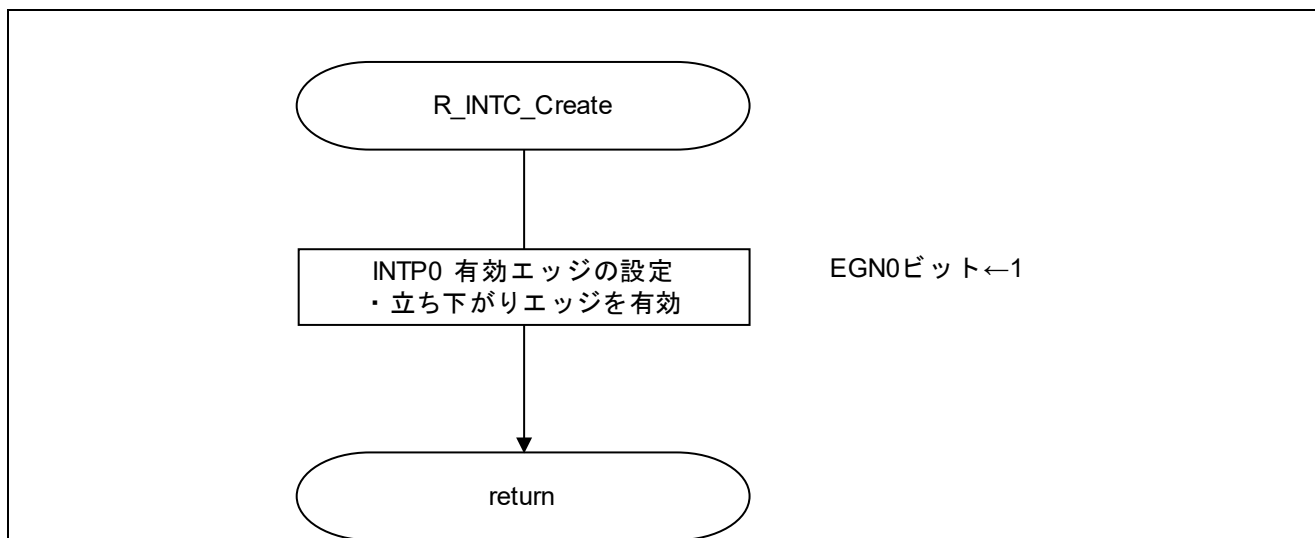 R_INTC_Create
INTP0 有効エッジの設定
・立ち下がりエッジを有効
EGN0ビット←1
return